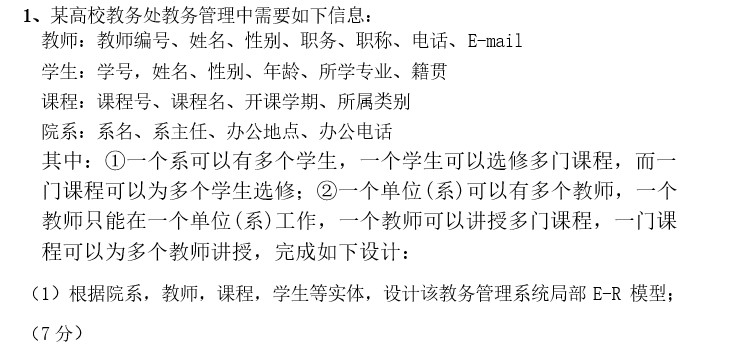 1、某高校教务处教务管理中需要如下信息：
教师：教师编号、姓名、性别、职务、职称、电话、E-mail
学生：学号，姓名、性别、年龄、所学专业、籍贯
课程：课程号、课程名、开课学期、所属类别
院系：系名、系主任、办公地点、办公电话
其中：①一个系可以有多个学生，一个学生可以选修多门课程，而一
门课程可以为多个学生选修；②一个单位(系)可以有多个教师，一个
教师只能在一个单位(系)工作，一个教师可以讲授多门课程，一门课
程可以为多个教师讲授，完成如下设计：
（1）根据院系，教师，课程，学生等实体，设计该教务管理系统局部 E-R 模型；
（7 分）